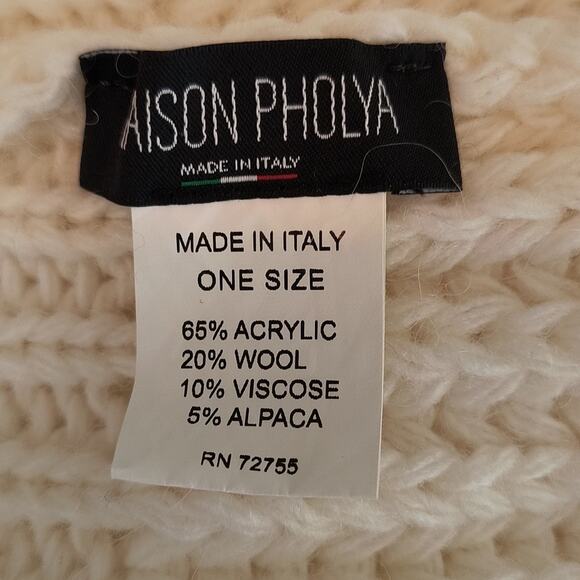 AISON PHOLYA
MADE IN ITALY
MADE IN ITALY
ONE SIZE
65% ACRYLIC
20% WOOL
10% VISCOSE
5% ALPACA
RN 72755